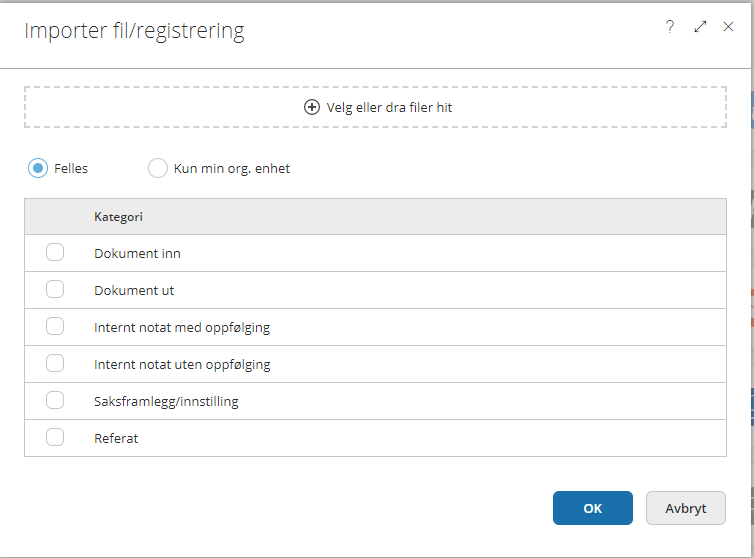 Importer fil/registrering
?
Velg eller dra filer hit
Felles
Kun min org. enhet
Kategori
Dokument inn
Dokument ut
Internt notat med oppfølging
Internt notat uten oppfølging
Saksframlegg/innstilling
Referat
OK
Avbryt